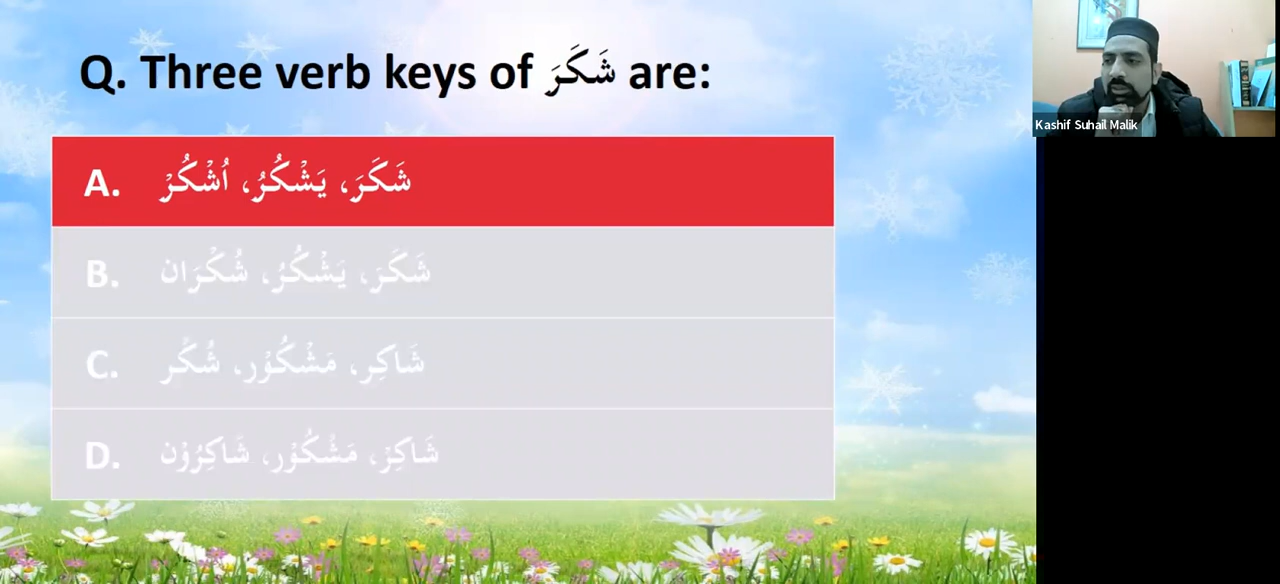 Q. Three verb keys of شَكَرَ are:
Kashif Suhail Malik
A. شَكَرَ، يَشْكُرُ، اُشْكُرْ
B. شَكَرَ، يَشْكُرُ، شُكْرَان
C. شَاكِر، مَشْكُوْر، شُكْر
D. شَاكِرْ، مَشْكُوْر، شَاكِرُوْن